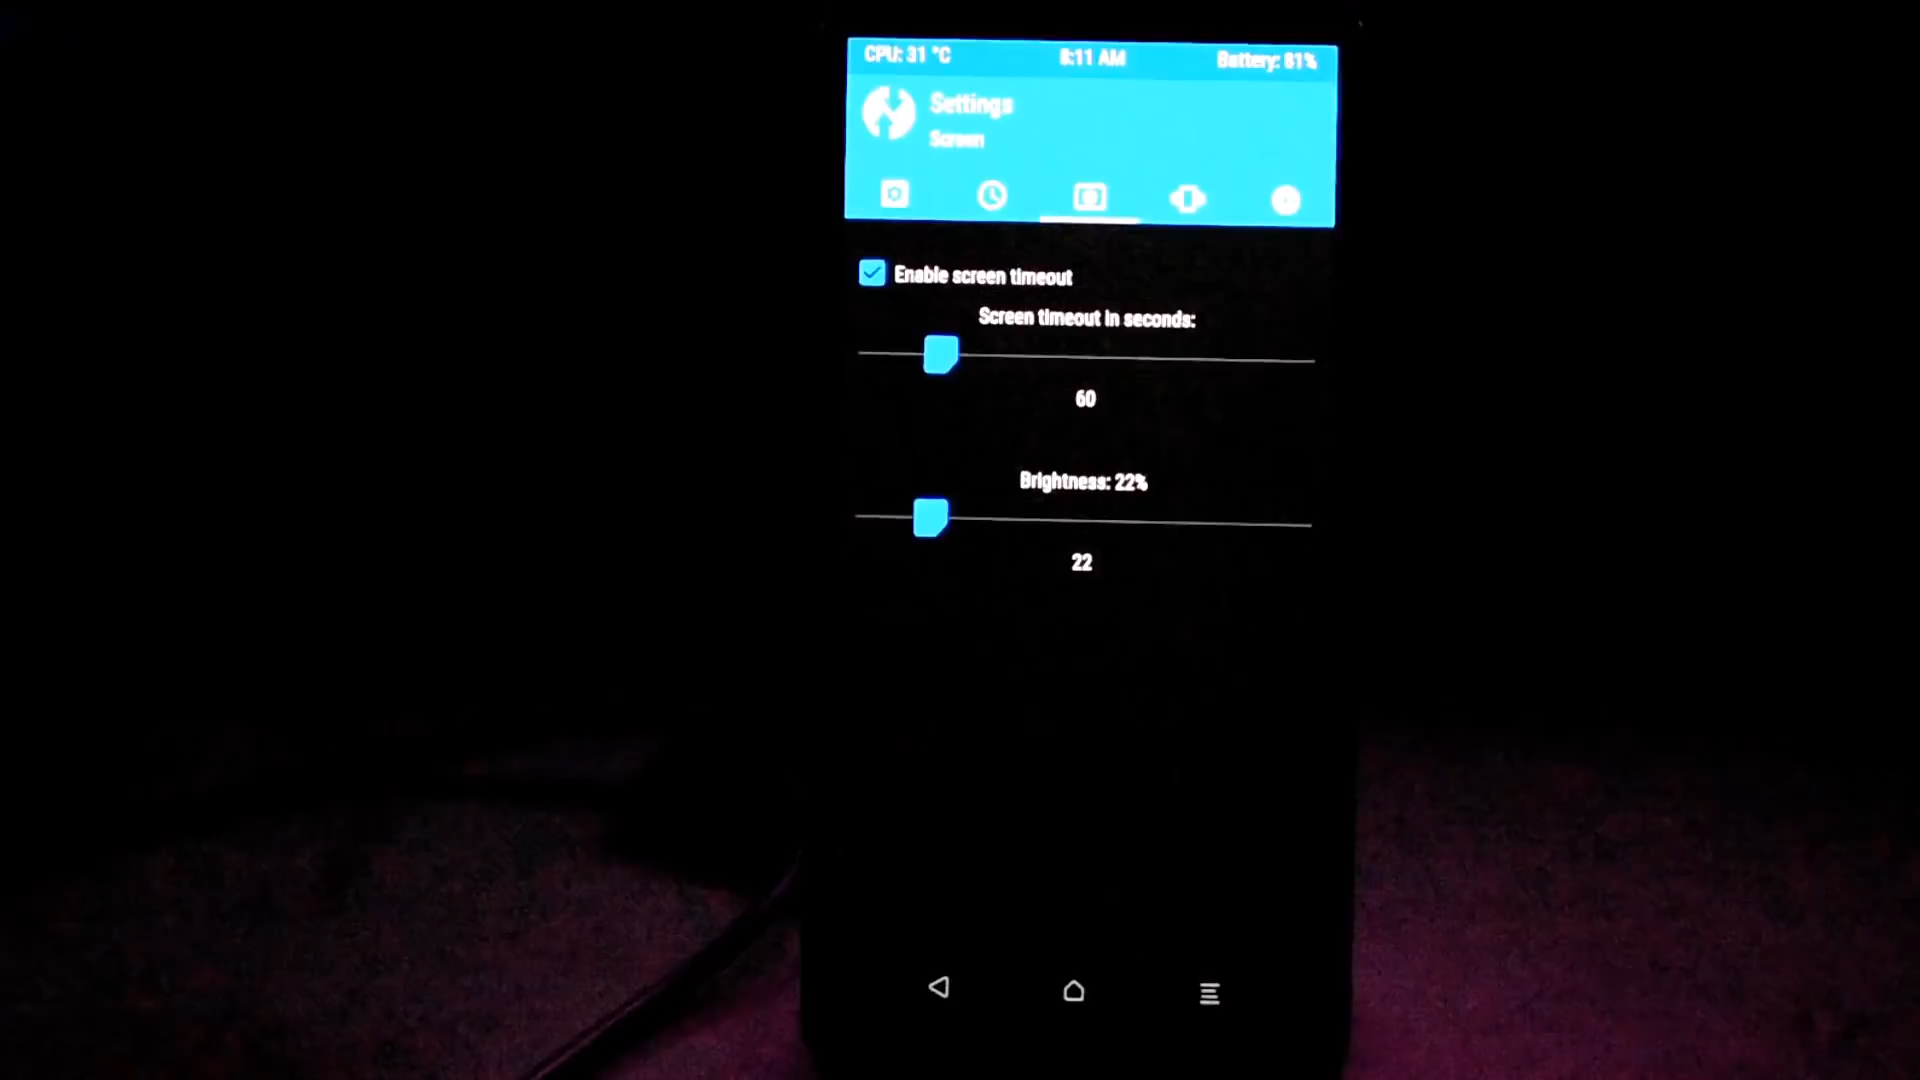 CPU: 31 °C 8:11 AM Battery: 81%
Settings
Screen
Enable screen timeout
Screen timeout in seconds:
60
Brightness: 22%
22